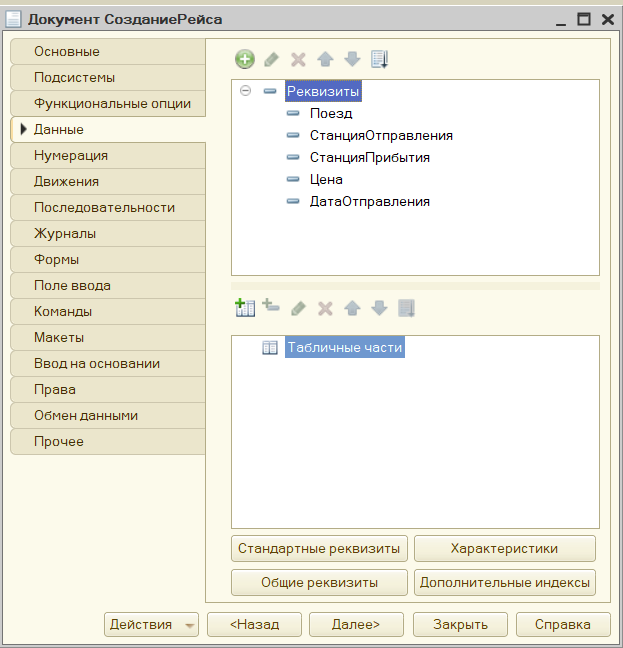 Документ СозданиеРейса
Основные
Подсистемы
Функциональные опции
Данные
Нумерация
Движения
Последовательности
Журналы
Формы
Поле ввода
Команды
Макеты
Ввод на основании
Права
Обмен данными
Прочее
Реквизиты
Поезд
СтанцияОтправления
СтанцияПрибытия
Цена
ДатаОтправления
Табличные части
Стандартные реквизиты
Характеристики
Общие реквизиты
Дополнительные индексы
Действия
<Назад
Далее>
Закрыть
Справка